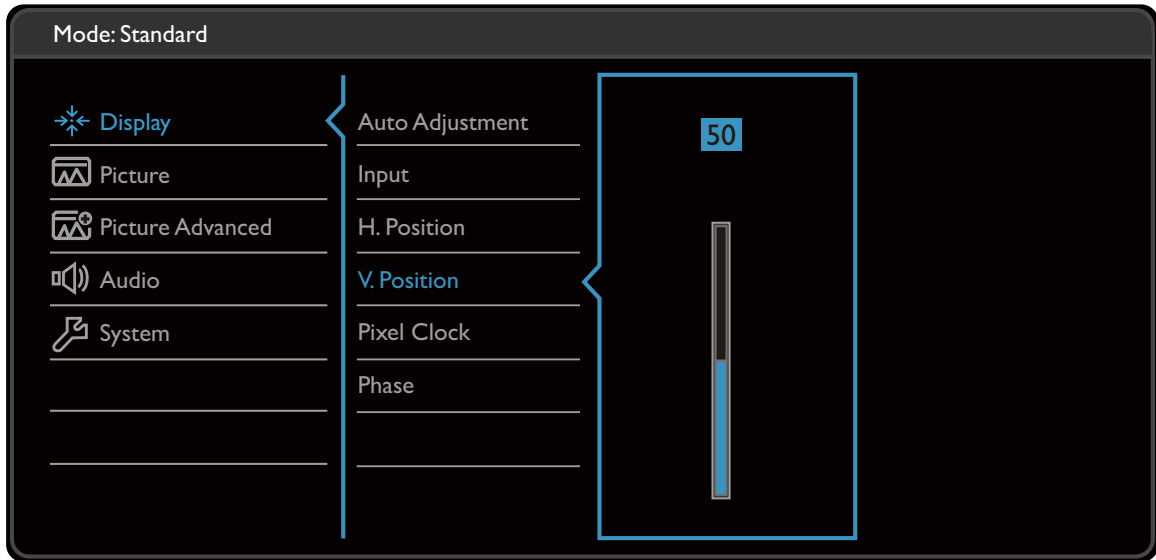 Mode: Standard
Display
Picture
Picture Advanced
Audio
System
Auto Adjustment
Input
H. Position
V. Position
Pixel Clock
Phase
50